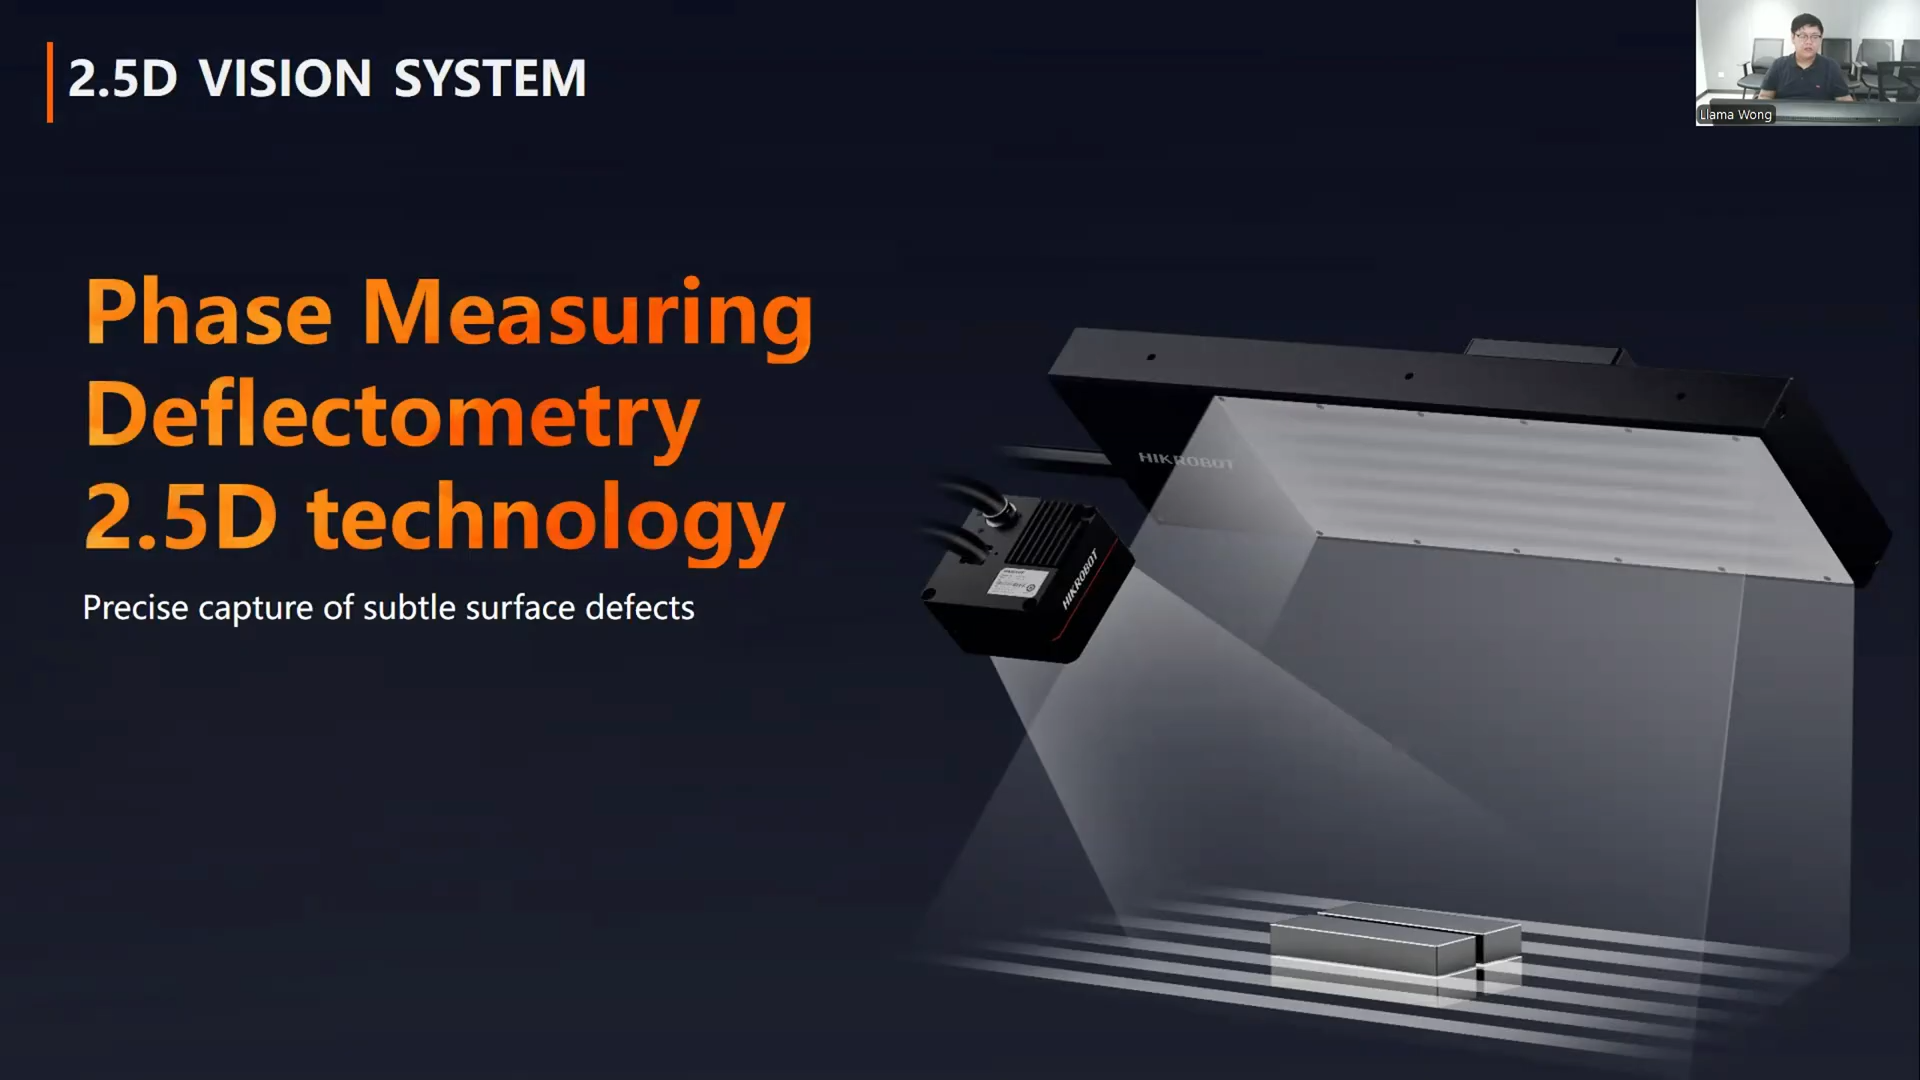 2.5D VISION SYSTEM
Llama Wong
Phase Measuring
Deflectometry
2.5D technology
Precise capture of subtle surface defects
HIKROBOT
HIKROBOT